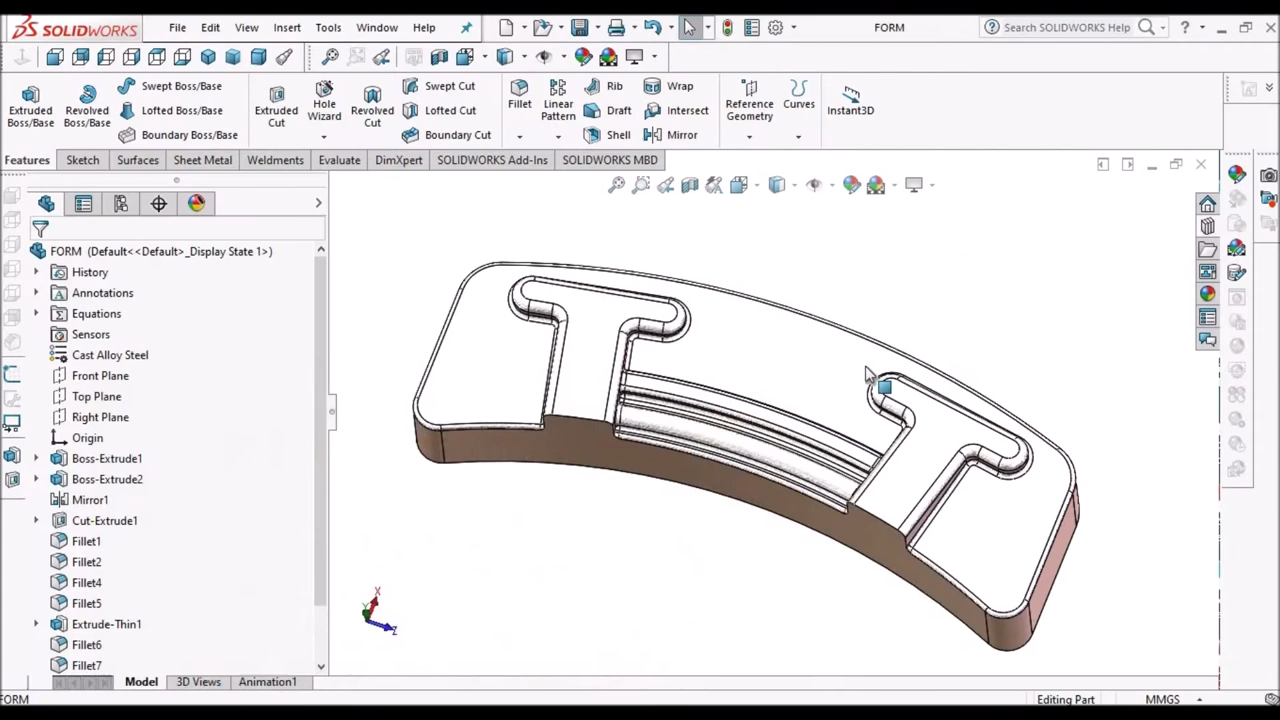 SOLIDWORKS File Edit View Insert Tools Window Help FORM Search SOLIDWORKS Help ?
Extruded Boss/Base
Revolved Boss/Base
Swept Boss/Base
Lofted Boss/Base
Boundary Boss/Base
Extruded Cut
Hole Wizard
Revolved Cut
Swept Cut
Lofted Cut
Boundary Cut
Fillet
Linear Pattern
Rib
Draft
Shell
Wrap
Intersect
Mirror
Reference Geometry
Curves
Instant3D
Features Sketch Surfaces Sheet Metal Weldments Evaluate DimXpert SOLIDWORKS Add-Ins SOLIDWORKS MBD
FORM (Default<<Default>_Display State 1>)
History
Annotations
Equations
Sensors
Cast Alloy Steel
Front Plane
Top Plane
Right Plane
Origin
Boss-Extrude1
Boss-Extrude2
Mirror1
Cut-Extrude1
Fillet1
Fillet2
Fillet4
Fillet5
Extrude-Thin1
Fillet6
Fillet7
X
Y
Z
Model 3D Views Animation1
FORM Editing Part MMGS